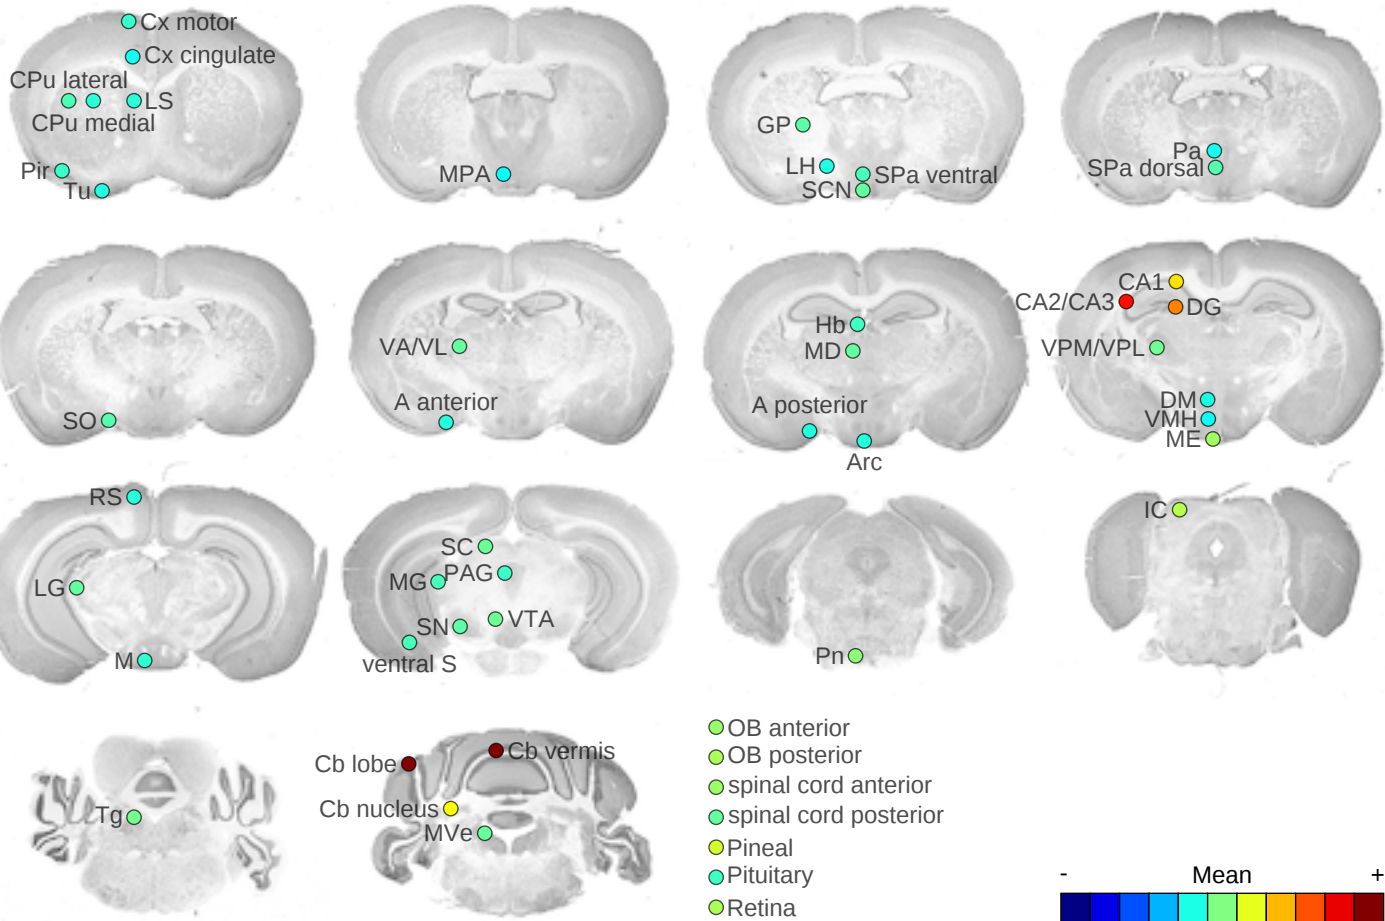 Cx motor
Cx cingulate
CPu lateral
LS
CPu medial
Pir
Tu
MPA
GP
LH
SPa ventral
SCN
Pa
SPa dorsal
SO
VA/VL
A anterior
Hb
MD
A posterior
Arc
CA1
CA2/CA3
DG
VPM/VPL
DM
VMH
ME
RS
LG
M
SC
MG
PAG
SN
VTA
ventral S
Pn
IC
Tg
Cb lobe
Cb vermis
Cb nucleus
MVe
OB anterior
OB posterior
spinal cord anterior
spinal cord posterior
Pineal
Pituitary
Retina
- Mean +